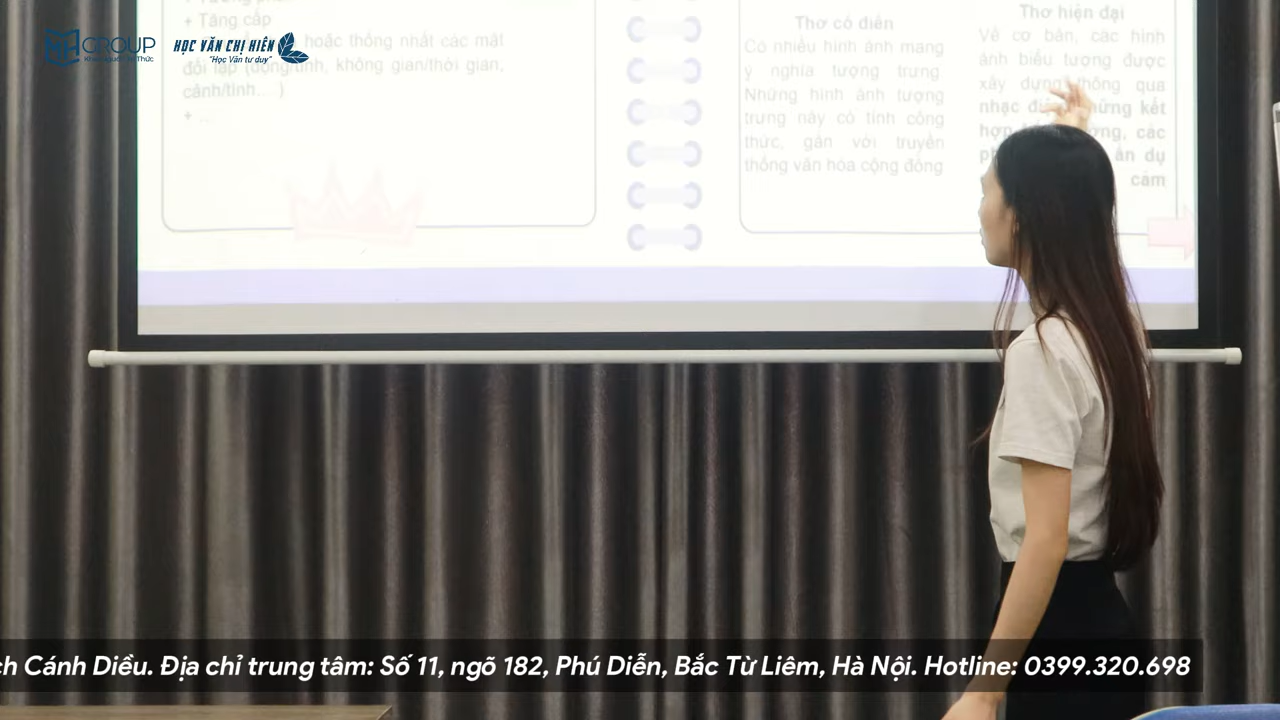 GROUP
HỌC VĂN CHỊ HIÊN
"Học Văn tư duy"
+ Tăng cấp
hoặc thống nhất các mặt
đối lập (động/tĩnh, không gian/thời gian,
cảnh/tình....)
+ ...
Thơ cổ điển
Có nhiều hình ảnh mang
ý nghĩa tượng trưng.
Những hình ảnh tượng
trưng này có tính công
thức, gắn với truyền
thống văn hóa cộng đồng
Thơ hiện đại
Về cơ bản, các hình
ảnh biểu tượng được
xây dựng thông qua
nhạc những kết
hợp các
ẩn dụ
cảm
Cánh Diều. Địa chỉ trung tâm: Số 11, ngõ 182, Phú Diễn, Bắc Từ Liêm, Hà Nội. Hotline: 0399.320.698